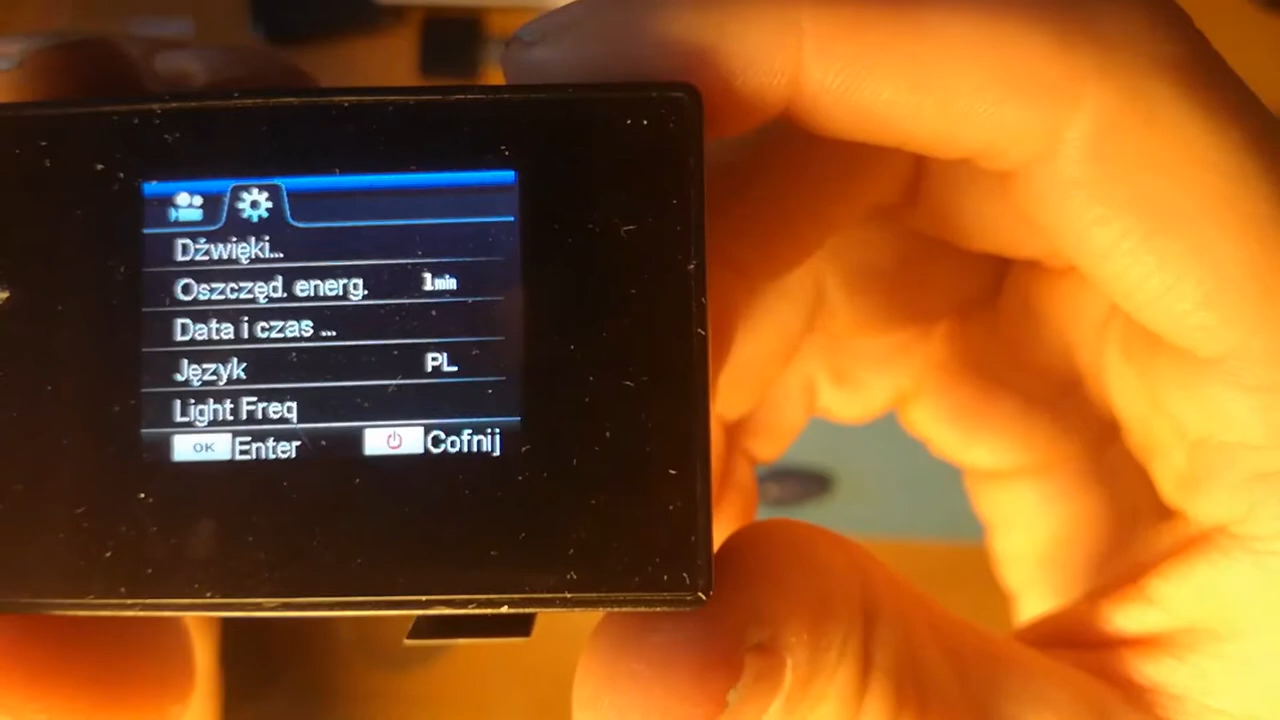 Dźwięki...
Oszczęd. energ. 1min
Data i czas ...
Język PL
Light Freq
OK Enter Cofnij